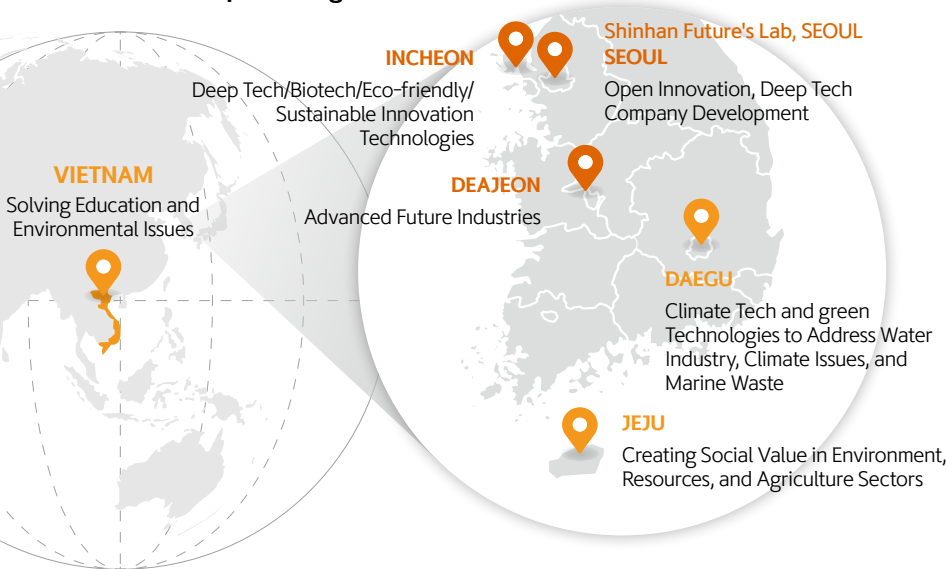 INCHEON
Deep Tech/Biotech/Eco-friendly/
Sustainable Innovation
Technologies
Shinhan Future's Lab, SEOUL
SEOUL
Open Innovation, Deep Tech
Company Development
VIETNAM
Solving Education and
Environmental Issues
DEAJEON
Advanced Future Industries
DAEGU
Climate Tech and green
Technologies to Address Water
Industry, Climate Issues, and
Marine Waste
JEJU
Creating Social Value in Environment,
Resources, and Agriculture Sectors